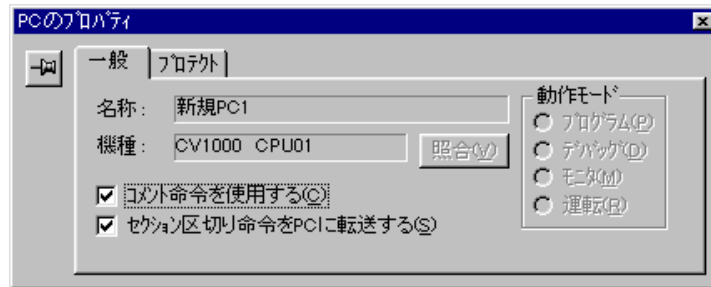 PCのﾌﾟﾛﾊﾟﾃｨ
一般
ﾌﾟﾛﾃｸﾄ
名称：
新規PC1
機種：
CV1000 CPU01
照合(V)
ｺﾒﾝﾄ命令を使用する(C)
ｾｸｼｮﾝ区切り命令をPCに転送する(S)
動作ﾓｰﾄﾞ
ﾌﾟﾛｸﾞﾗﾑ(P)
ﾃﾞﾊﾞｯｸﾞ(D)
ﾓﾆﾀ(M)
運転(R)